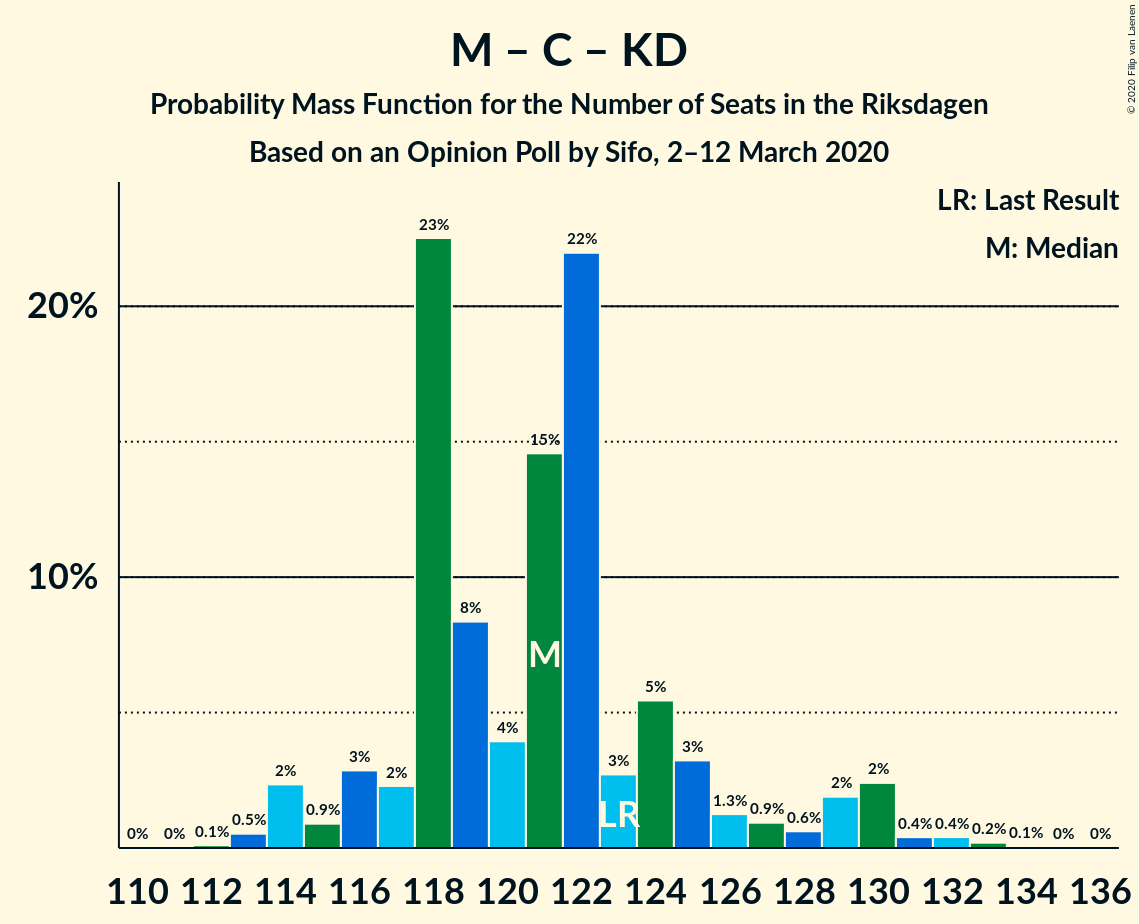 M – C – KD
Probability Mass Function for the Number of Seats in the Riksdagen
Based on an Opinion Poll by Sifo, 2–12 March 2020
© 2020 Filip van Laenen
LR: Last Result
M: Median
20%
10%
0% 0% 0.1% 0.5% 2% 0.9% 3% 2% 23% 8% 4% 15% 22% 3% 5% 3% 1.3% 0.9% 0.6% 2% 2% 0.4% 0.4% 0.2% 0.1% 0% 0%
M
LR
110 112 114 116 118 120 122 124 126 128 130 132 134 136